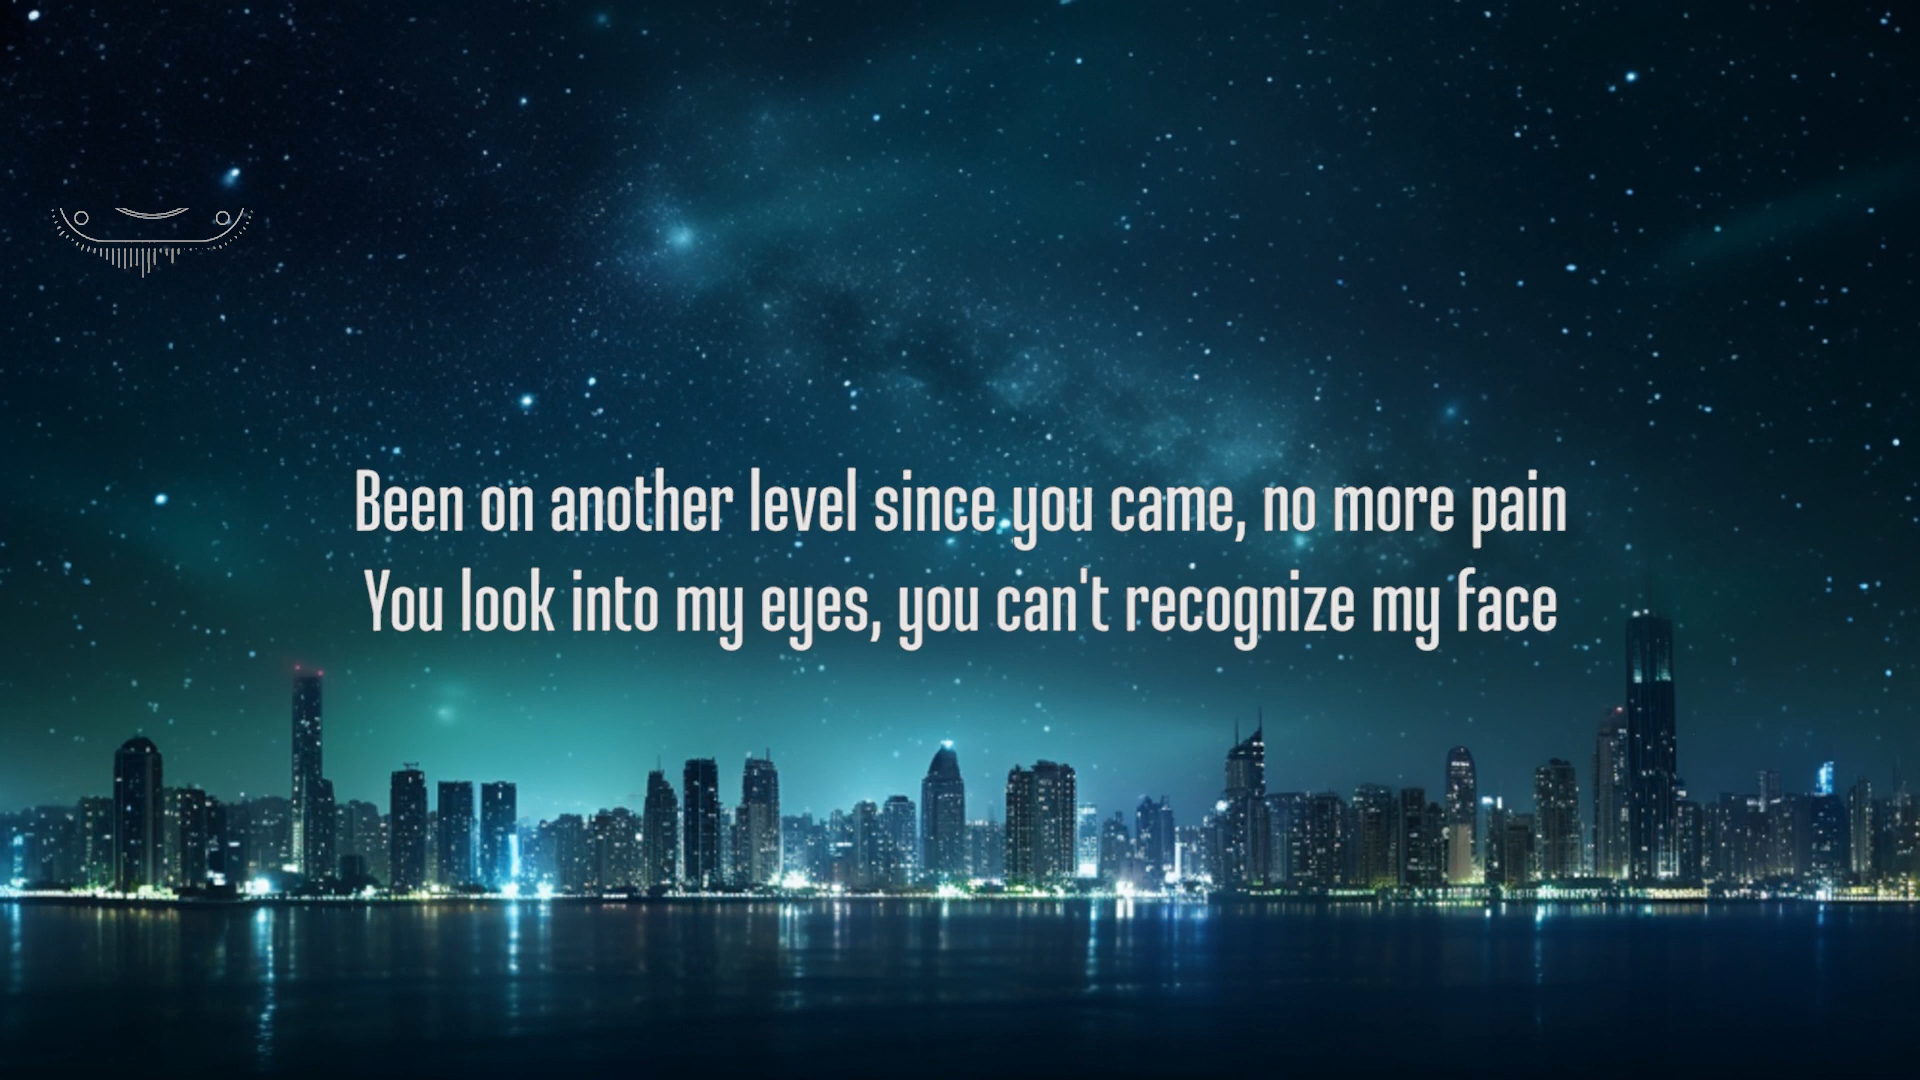 Been on another level since you came, no more pain
You look into my eyes, you can't recognize my face